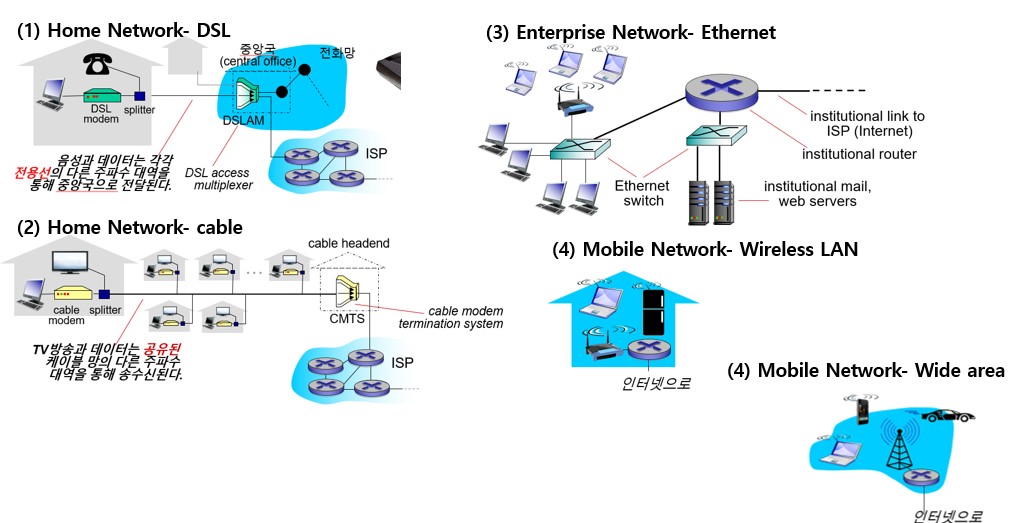 (1) Home Network- DSL
중앙국
(central office)
전화망
DSL
modem
splitter
DSLAM
ISP
음성과 데이터는 각각
전용선의 다른 주파수 대역을
통해 중앙국으로 전달된다.
DSL access
multiplexer
(2) Home Network- cable
cable headend
cable
modem
splitter
...
CMTS
cable modem
termination system
TV방송과 데이터는 공유된
케이블 망의 다른 주파수
대역을 통해 송수신된다.
ISP
(3) Enterprise Network- Ethernet
institutional link to
ISP (Internet)
institutional router
Ethernet
switch
institutional mail,
web servers
(4) Mobile Network- Wireless LAN
인터넷으로
(4) Mobile Network- Wide area
인터넷으로